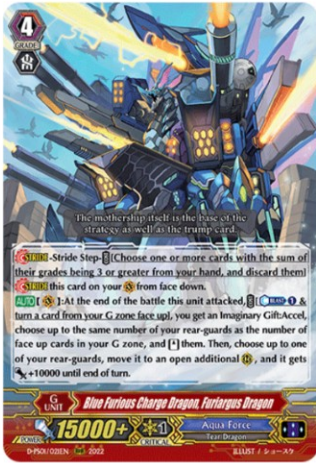 4
GRADE
The mothership itself is the base of the
strategy as well as the trump card.
STRIDE -Stride Step- [Choose one or more cards with the sum of
their grades being 3 or greater from your hand, and discard them]
STRIDE this card on your from face down.
AUTO : At the end of the battle this unit attacked, [ BLAST 1 &
turn a card from your G zone face up], you get an Imaginary Gift:Accel,
choose up to the same number of your rear-guards as the number of
face up cards in your G zone, and [ ] them. Then, choose up to one
of your rear-guards, move it to an open additional , and it gets
+10000 until end of turn.
G
UNIT
Blue Furious Charge Dragon, Furiargus Dragon
POWER
15000+
1
CRITICAL
Aqua Force
Tear Dragon
D-PS01/021EN RRR 2022
ILLUST / ショースケ